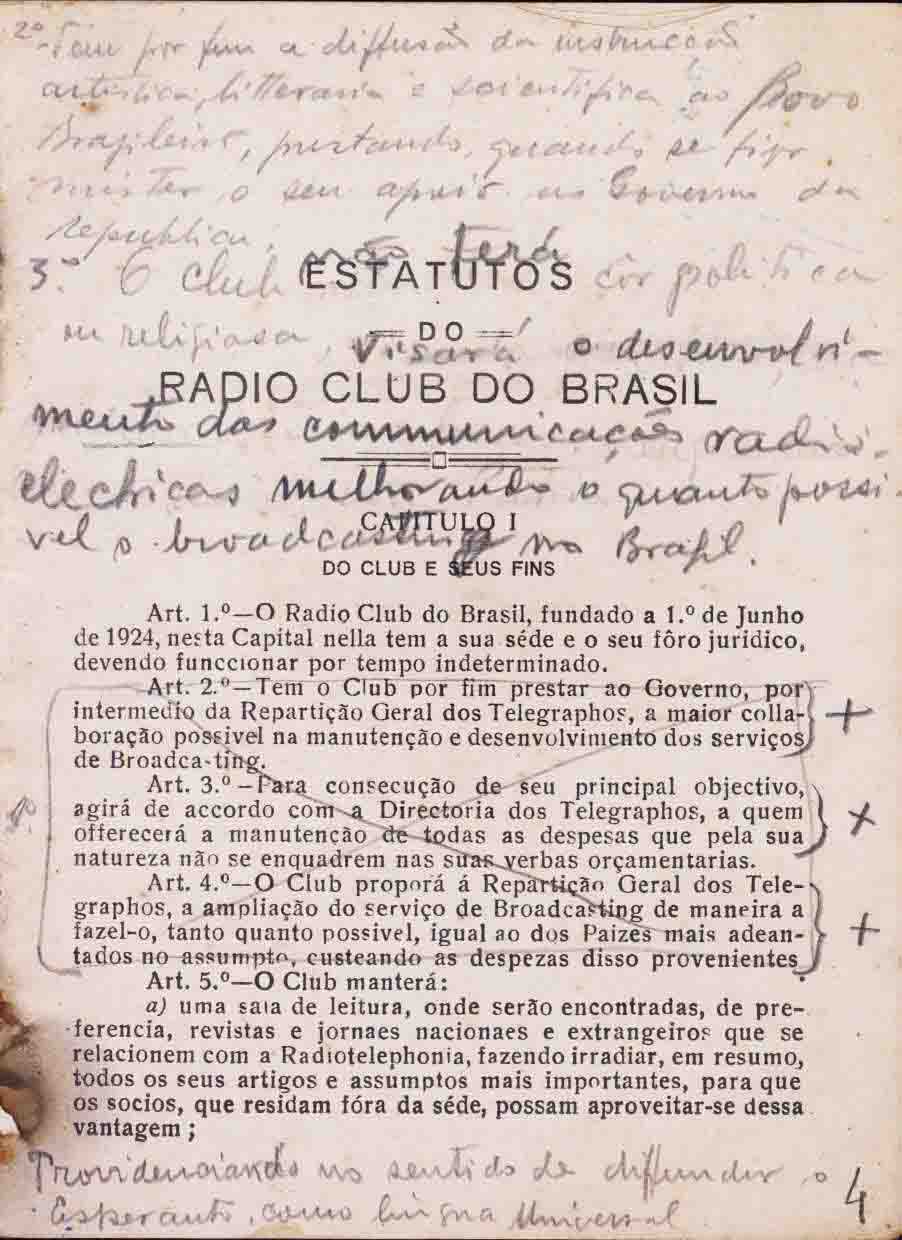 2º - Tem por fim a diffusão da instrucção
artistica, litteraria e scientifica ao Povo
Brazileiro, prestando, quando se fizer
mister o seu apoio ao Governo da
republica.
3º. O club não terá côr politica
ESTATUTOS
ou religiosa, visará o desenvolvi-
DO
RADIO CLUB DO BRASIL
mento das communicações radio-
electricas melhorando o quanto possi-
CAPITULO I
vel o broadcasting no Brasil.
DO CLUB E SEUS FINS
Art. 1.º—O Radio Club do Brasil, fundado a 1.º de Junho
de 1924, nesta Capital nella tem a sua séde e o seu fôro juridico,
devendo funccionar por tempo indeterminado.
Art. 2.º—Tem o Club por fim prestar ao Governo, por
intermedio da Repartição Geral dos Telegraphos, a maior colla-
boração possivel na manutenção e desenvolvimento dos serviços
de Broadcasting.
Art. 3.º—Para consecução de seu principal objectivo,
agirá de accordo com a Directoria dos Telegraphos, a quem
offerecerá a manutenção de todas as despesas que pela sua
natureza não se enquadrem nas suas verbas orçamentarias.
Art. 4.º—O Club proporá á Repartição Geral dos Tele-
graphos, a ampliação do serviço de Broadcasting de maneira a
fazel-o, tanto quanto possivel, igual ao dos Paizes mais adean-
tados no assumpto, custeando as despezas disso provenientes.
Art. 5.º—O Club manterá:
a) uma sala de leitura, onde serão encontradas, de pre-
ferencia, revistas e jornaes nacionaes e extrangeiros que se
relacionem com a Radiotelephonia, fazendo irradiar, em resumo,
todos os seus artigos e assumptos mais importantes, para que
os socios, que residam fóra da séde, possam aproveitar-se dessa
vantagem;
Providenciando no sentido de diffundir o
Esperanto, como lingua Universal.
4